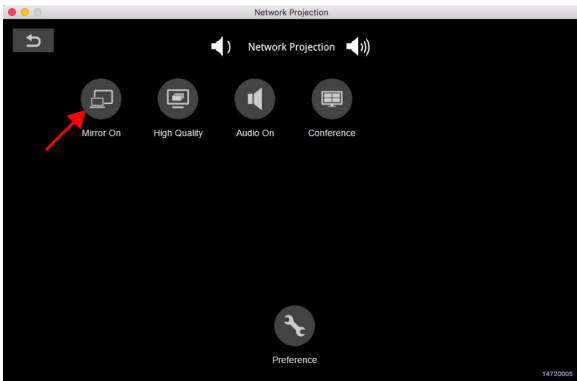 Network Projection
Network Projection
Mirror On High Quality Audio On Conference
Preference
14720005